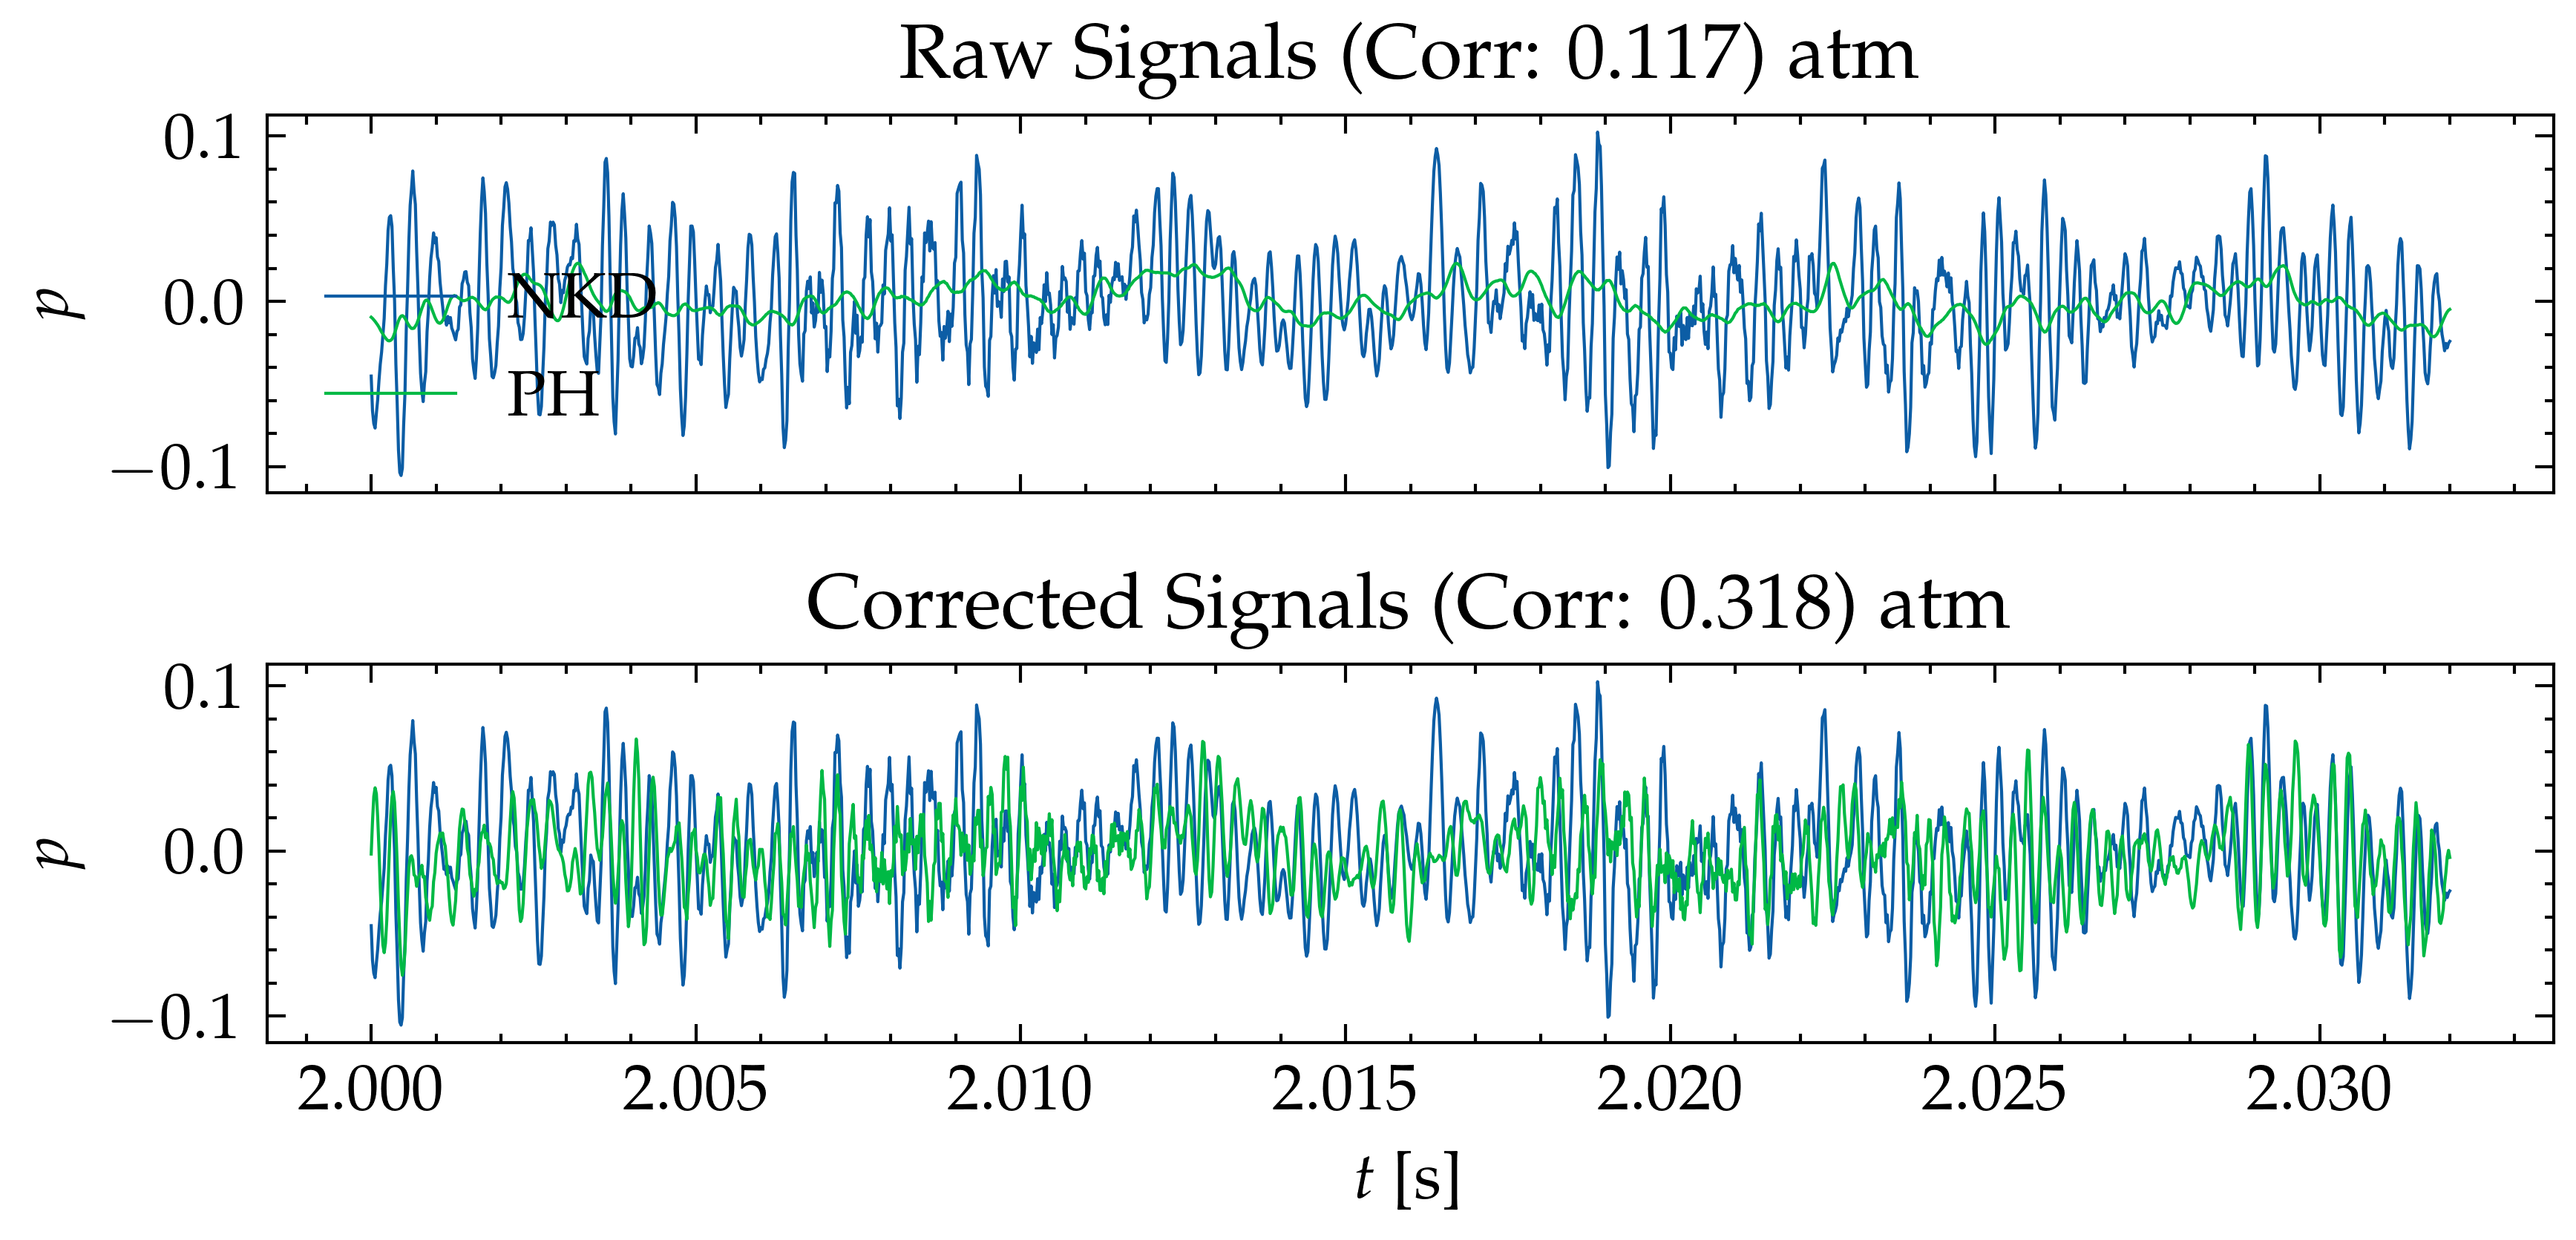 Raw Signals (Corr: 0.117) atm
0.1
0.0
−0.1
p
NKD
PH
Corrected Signals (Corr: 0.318) atm
0.1
0.0
−0.1
p
2.000 2.005 2.010 2.015 2.020 2.025 2.030
t [s]